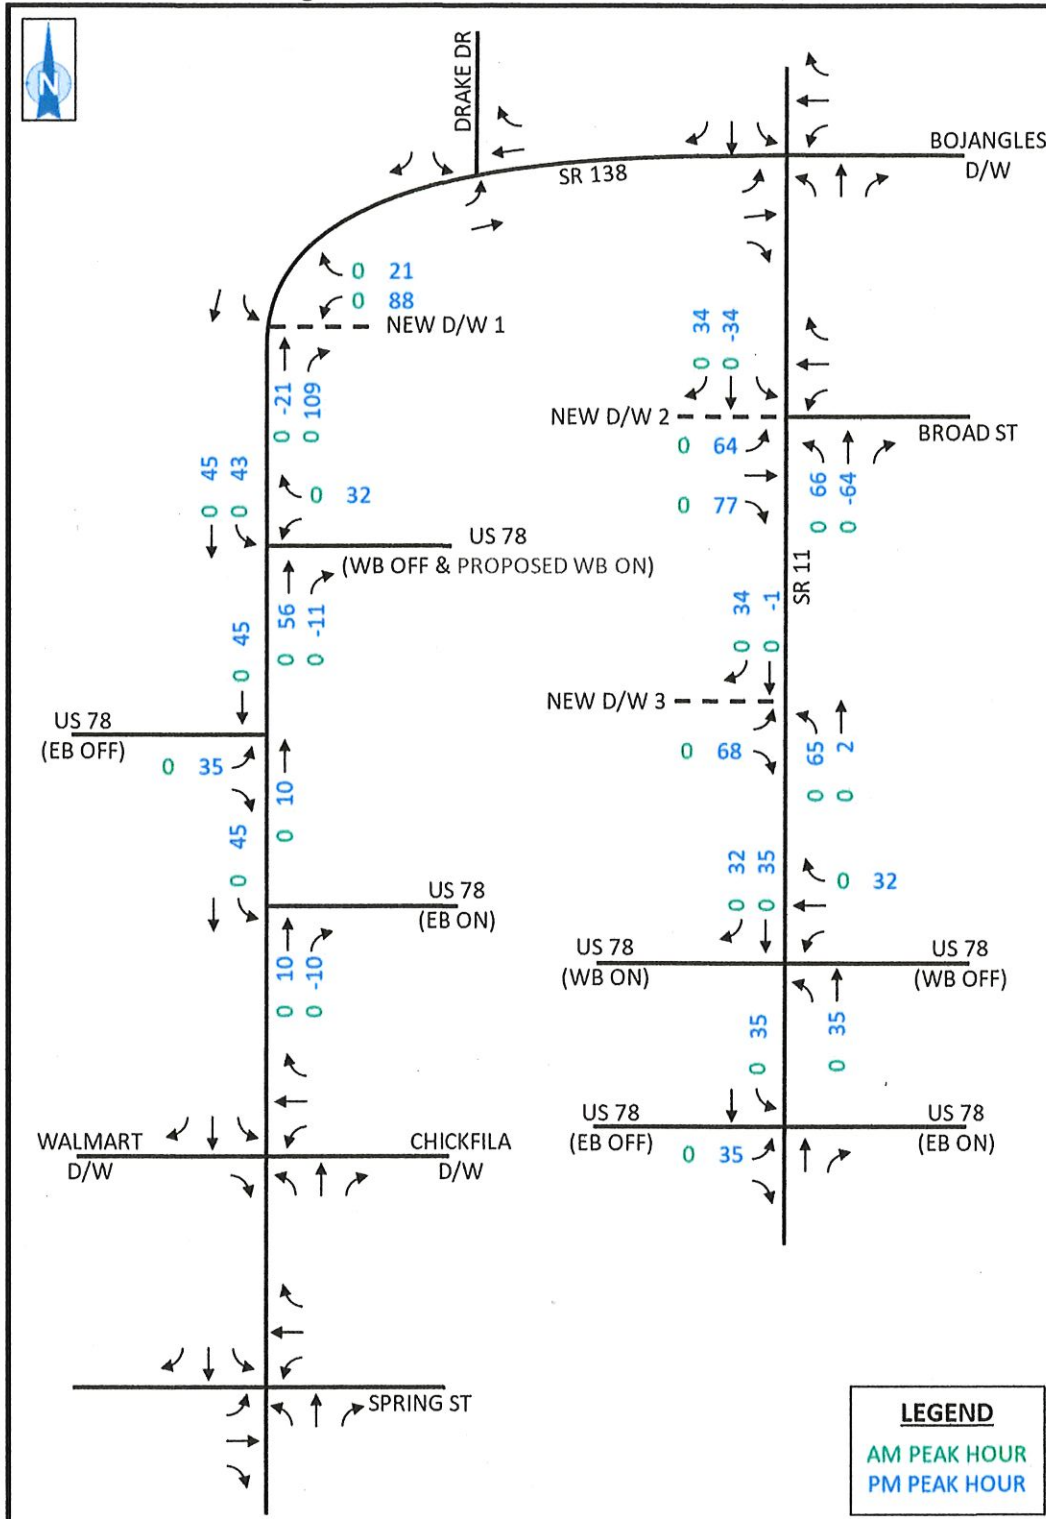 N
DRAKE DR
BOJANGLES
D/W
SR 138
0 21
0 88
NEW D/W 1
0 -21
0 109
0 34
0 -34
NEW D/W 2
BROAD ST
0 64
0 77
0 66
0 -64
0 45
0 43
0 32
US 78
(WB OFF & PROPOSED WB ON)
SR 11
0 56
0 -11
0 34
0 -1
0 45
NEW D/W 3
US 78
(EB OFF)
0 35
0 10
0 68
0 65
0 2
0 45
US 78
(EB ON)
0 32
0 35
0 32
0 10
0 -10
US 78
(WB ON)
US 78
(WB OFF)
0 35
0 35
US 78
(EB OFF)
US 78
(EB ON)
0 35
WALMART
D/W
CHICKFILA
D/W
SPRING ST
LEGEND
AM PEAK HOUR
PM PEAK HOUR